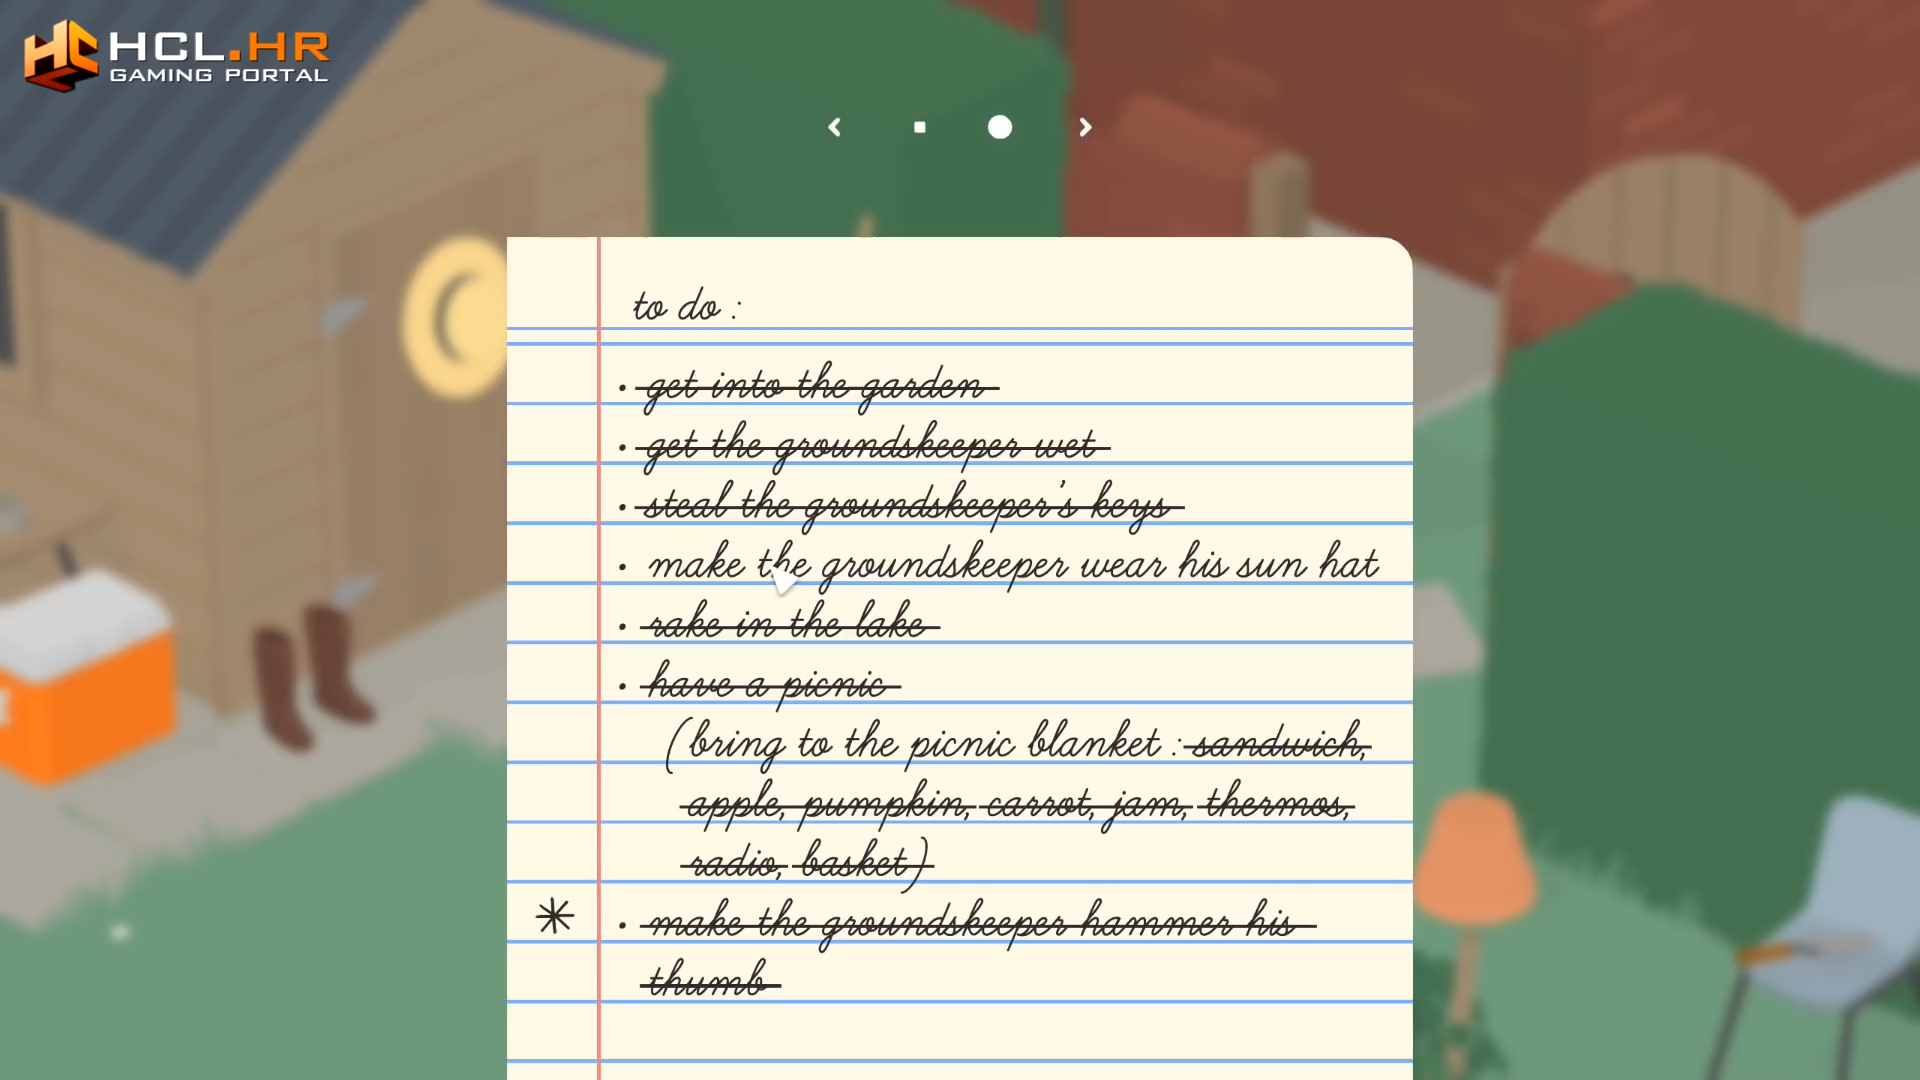 HCL.HR
GAMING PORTAL
to do :
• get into the garden
• get the groundskeeper wet
• steal the groundskeeper's keys
• make the groundskeeper wear his sun hat
• rake in the lake
• have a picnic
(bring to the picnic blanket : sandwich,
apple, pumpkin, carrot, jam, thermos,
radio, basket)
* • make the groundskeeper hammer his
thumb